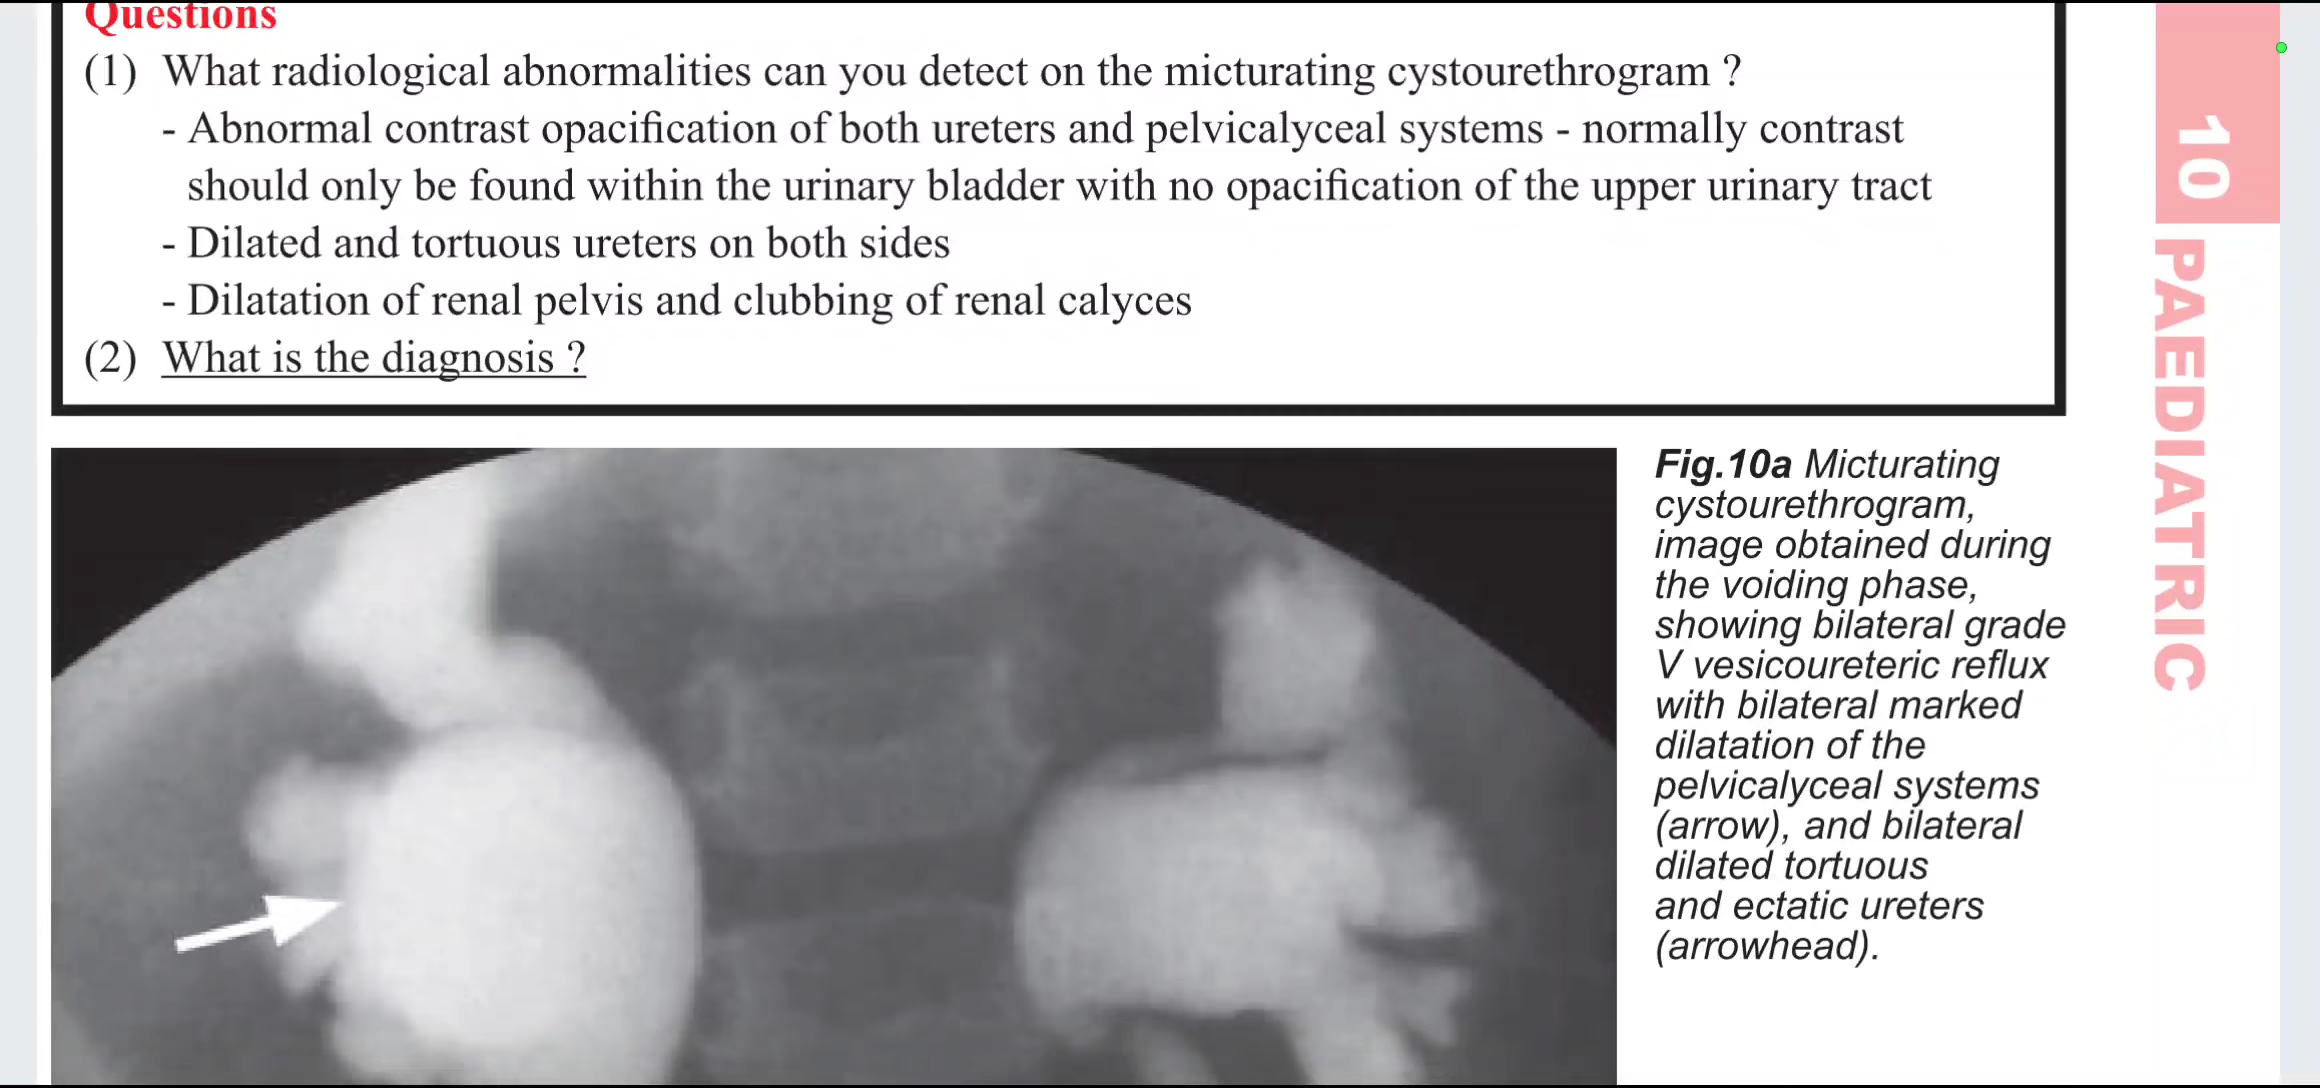 Questions
(1) What radiological abnormalities can you detect on the micturating cystourethrogram ?
- Abnormal contrast opacification of both ureters and pelvicalyceal systems - normally contrast
should only be found within the urinary bladder with no opacification of the upper urinary tract
- Dilated and tortuous ureters on both sides
- Dilatation of renal pelvis and clubbing of renal calyces
(2) What is the diagnosis ?
Fig.10a Micturating
cystourethrogram,
image obtained during
the voiding phase,
showing bilateral grade
V vesicoureteric reflux
with bilateral marked
dilatation of the
pelvicalyceal systems
(arrow), and bilateral
dilated tortuous
and ectatic ureters
(arrowhead).
10 PAEDIATRIC